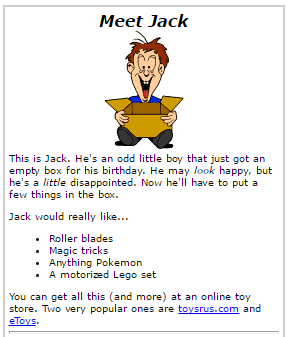 Meet Jack
This is Jack. He's an odd little boy that just got an
empty box for his birthday. He may look happy, but
he's a little disappointed. Now he'll have to put a
few things in the box.
Jack would really like...
• Roller blades
• Magic tricks
• Anything Pokemon
• A motorized Lego set
You can get all this (and more) at an online toy
store. Two very popular ones are toysrus.com and
eToys.